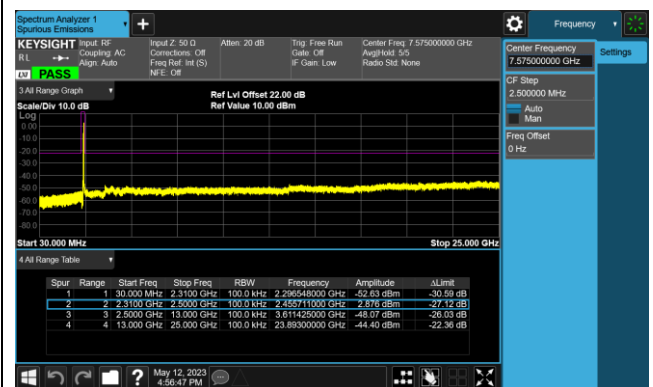 Spectrum Analyzer 1
Spurious Emissions
Frequency
KEYSIGHT
RL
Input: RF
Coupling: AC
Align: Auto
Input Z: 50 Ω
Corrections: Off
Freq Ref: Int (S)
NFE: Off
Atten: 20 dB
Trig: Free Run
Gate: Off
IF Gain: Low
Center Freq: 7.575000000 GHz
Avg|Hold: 5/5
Radio Std: None
LXI PASS
Center Frequency
7.575000000 GHz
Settings
CF Step
2.500000 MHz
Auto
Man
Freq Offset
0 Hz
3 All Range Graph
Scale/Div 10.0 dB
Ref Lvl Offset 22.00 dB
Ref Value 10.00 dBm
Log
0.00
-10.0
-20.0
-30.0
-40.0
-50.0
-60.0
-70.0
-80.0
Start 30.000 MHz Stop 25.000 GHz
4 All Range Table
Spur Range Start Freq Stop Freq RBW Frequency Amplitude ΔLimit
1 1 30.000 MHz 2.3100 GHz 100.0 kHz 2.296548000 GHz -52.63 dBm -30.59 dB
2 2 2.3100 GHz 2.5000 GHz 100.0 kHz 2.455711000 GHz 2.876 dBm -27.12 dB
3 3 2.5000 GHz 13.000 GHz 100.0 kHz 3.611425000 GHz -48.07 dBm -26.03 dB
4 4 13.000 GHz 25.000 GHz 100.0 kHz 23.89300000 GHz -44.40 dBm -22.36 dB
?
May 12, 2023
4:56:47 PM